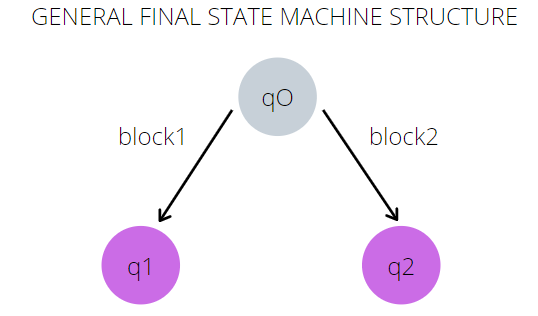 GENERAL FINAL STATE MACHINE STRUCTURE
qO
block1
block2
q1
q2